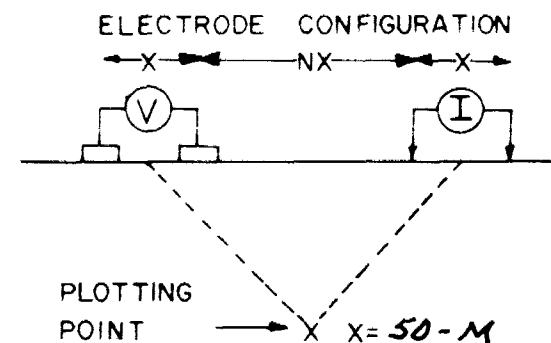 ELECTRODE CONFIGURATION
X NX X
V I
PLOTTING
POINT X X = 50 - M